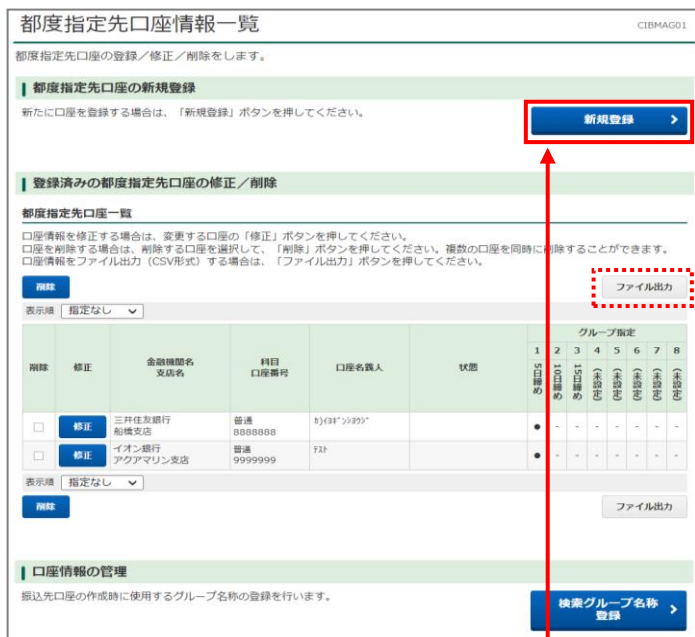 都度指定先口座情報一覧
CIBMAG01
都度指定先口座の登録／修正／削除をします。
都度指定先口座の新規登録
新たに口座を登録する場合は、「新規登録」ボタンを押してください。
新規登録
登録済みの都度指定先口座の修正／削除
都度指定先口座一覧
口座情報を修正する場合は、変更する口座の「修正」ボタンを押してください。
口座を削除する場合は、削除する口座を選択して、「削除」ボタンを押してください。複数の口座を同時に削除することができます。
口座情報をファイル出力（CSV形式）する場合は、「ファイル出力」ボタンを押してください。
削除
ファイル出力
表示順 指定なし
グループ指定
1 2 3 4 5 6 7 8
削除 修正 金融機関名 科目 口座名義人 状態
支店名 口座番号
5日締め 10日締め 15日締め (未設定) (未設定) (未設定) (未設定) (未設定)
修正 三井住友銀行 普通 ｶ)ｲﾖｷﾞﾝｼﾖｳｼﾞ ● - - - - - - -
船橋支店 8888888
修正 イオン銀行 普通 ﾃｽﾄ ● - - - - - - -
アクアマリン支店 9999999
表示順 指定なし
削除
ファイル出力
口座情報の管理
振込先口座の作成時に使用するグループ名称の登録を行います。
検索グループ名称
登録